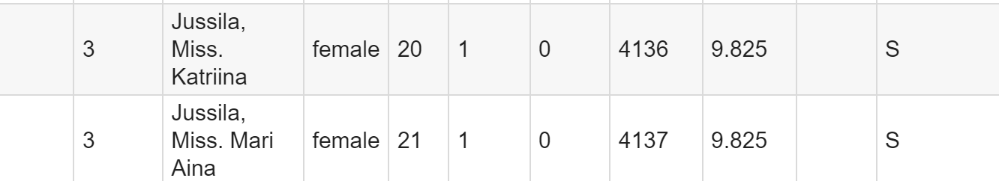 Jussila,
3 Miss. female 20 1 0 4136 9.825 S
Katriina
Jussila,
3 Miss. Mari female 21 1 0 4137 9.825 S
Aina